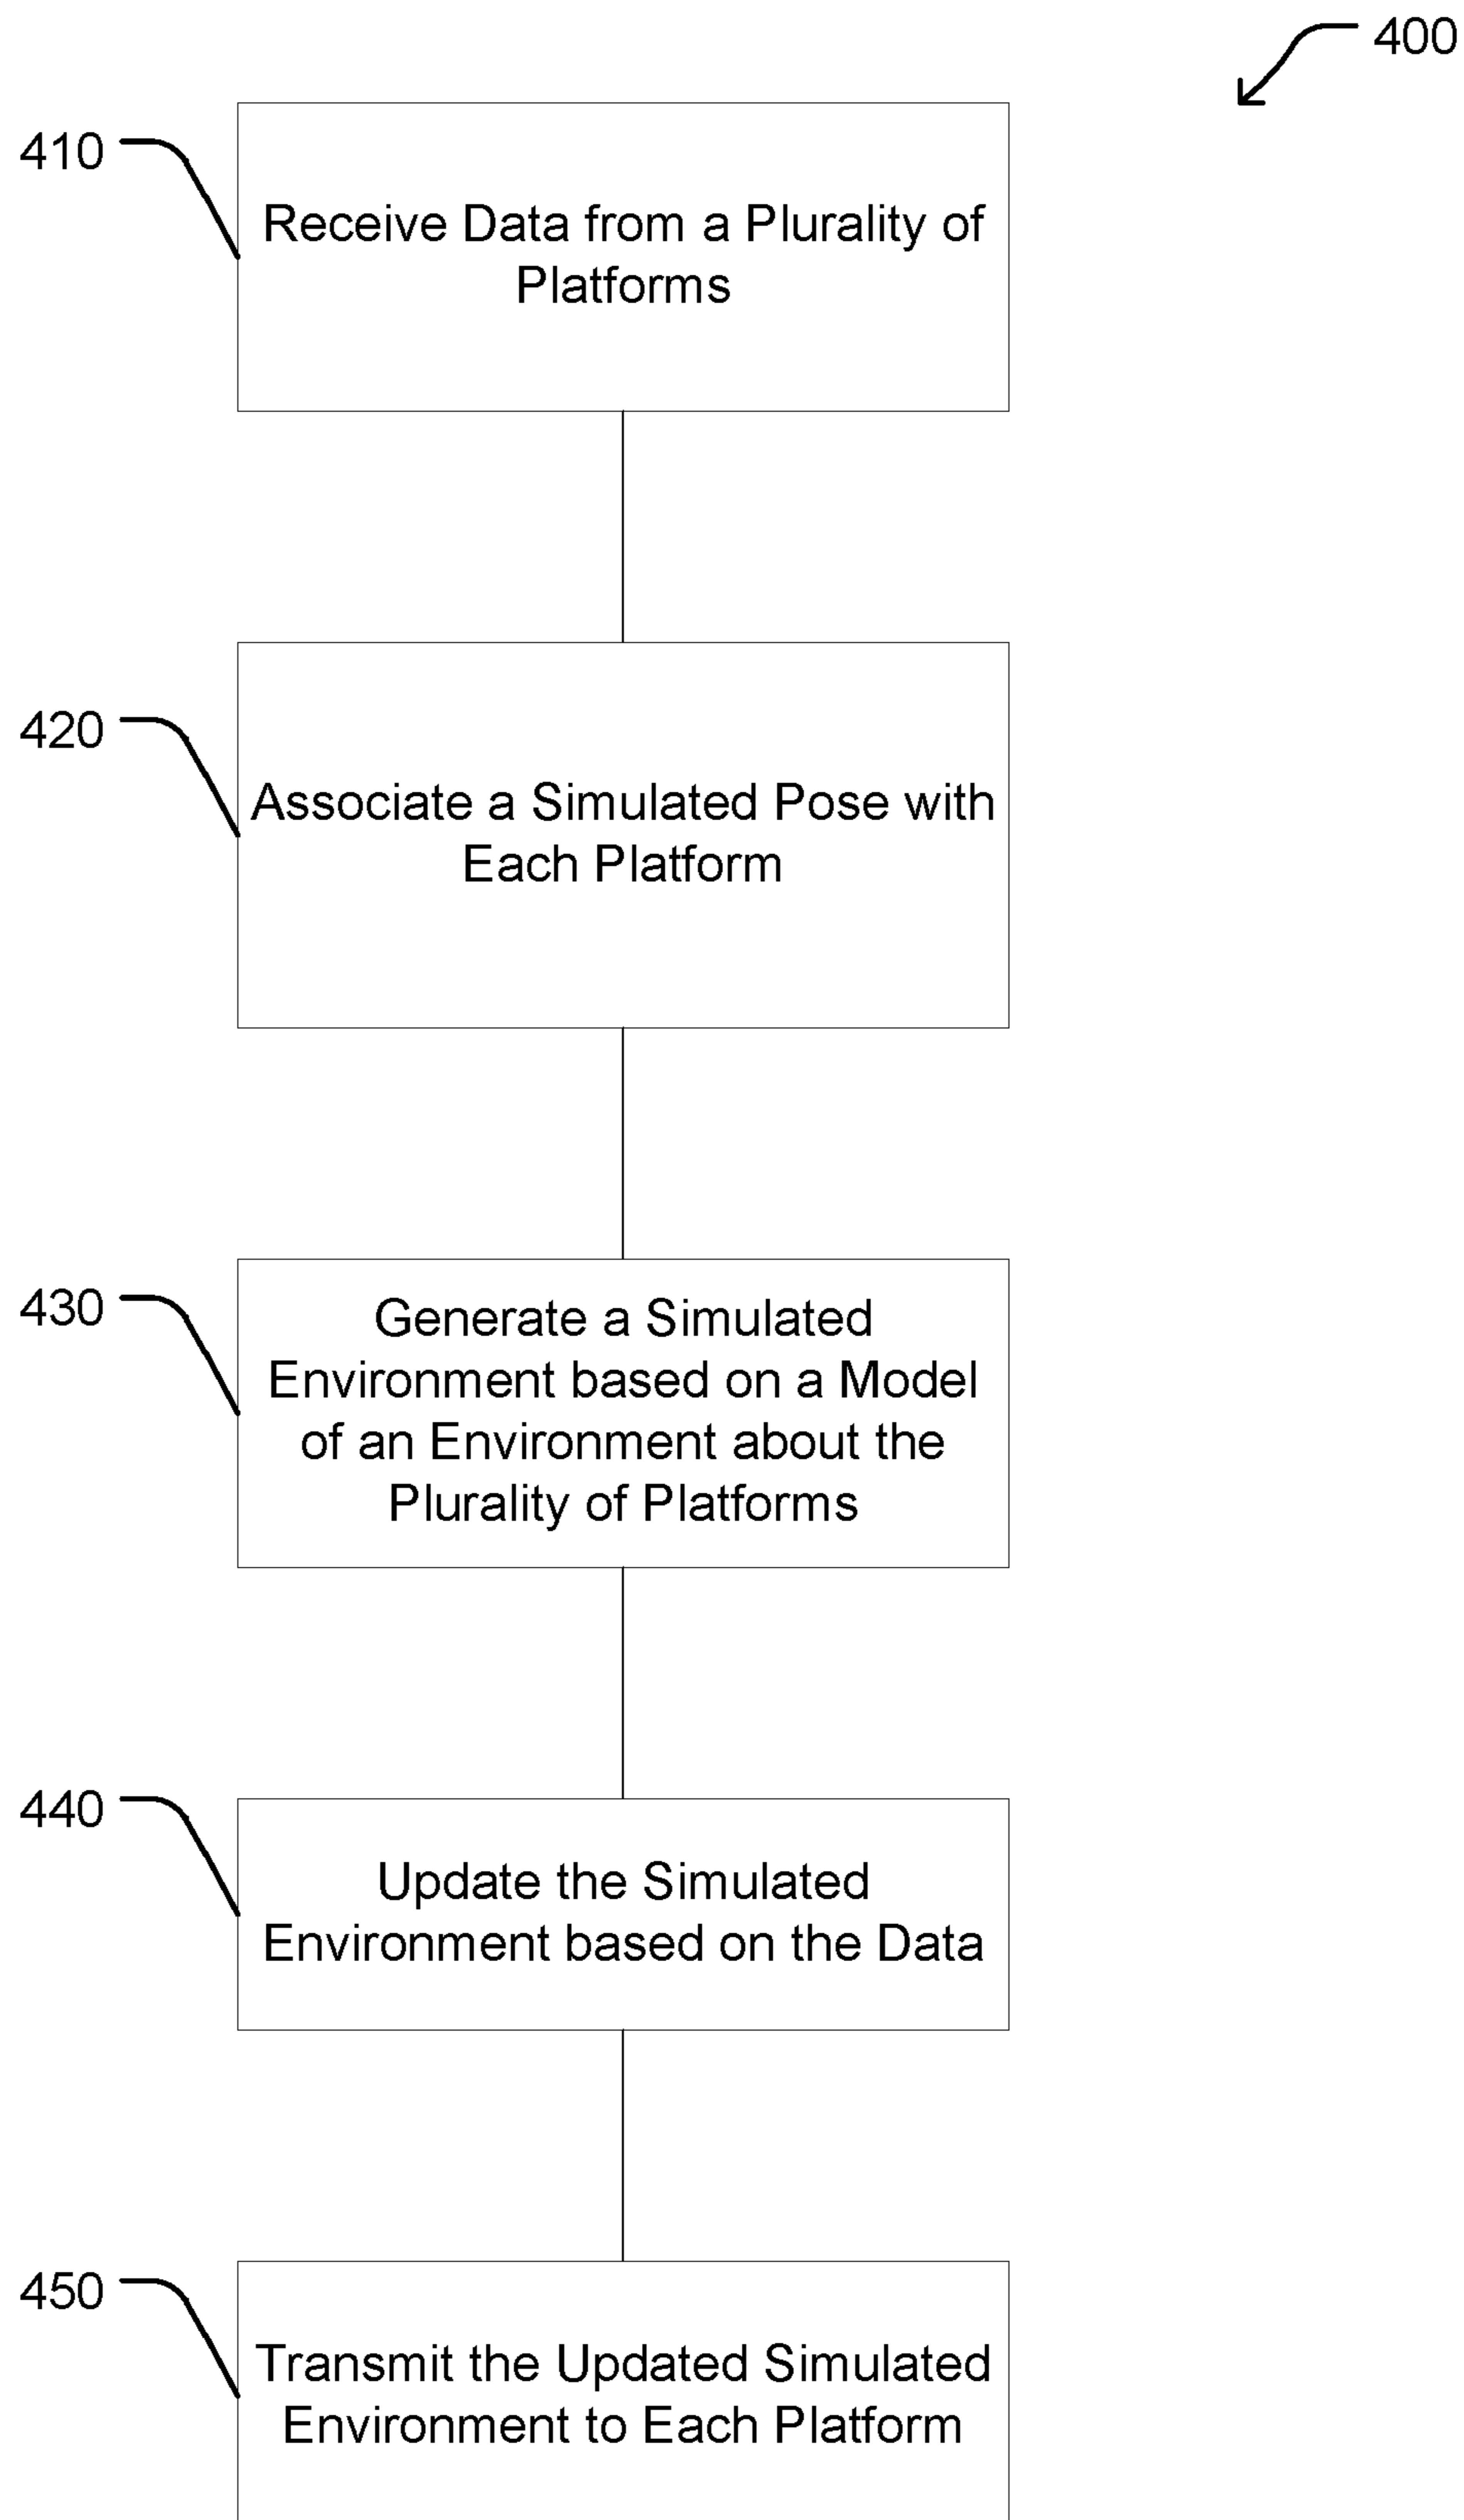 400
410
Receive Data from a Plurality of
Platforms
420
Associate a Simulated Pose with
Each Platform
430
Generate a Simulated
Environment based on a Model
of an Environment about the
Plurality of Platforms
440
Update the Simulated
Environment based on the Data
450
Transmit the Updated Simulated
Environment to Each Platform